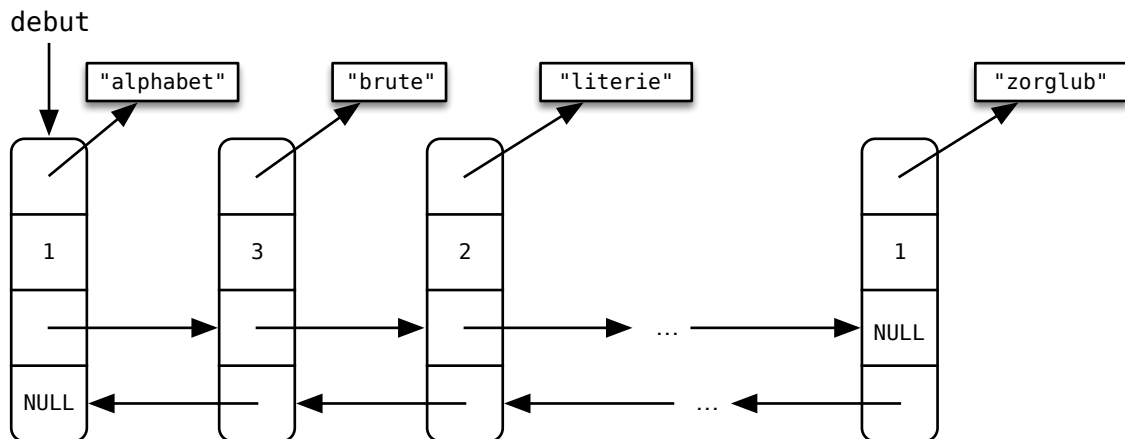 debut
"alphabet" "brute" "literie" "zorglub"
1 3 2 1
... NULL
NULL ...